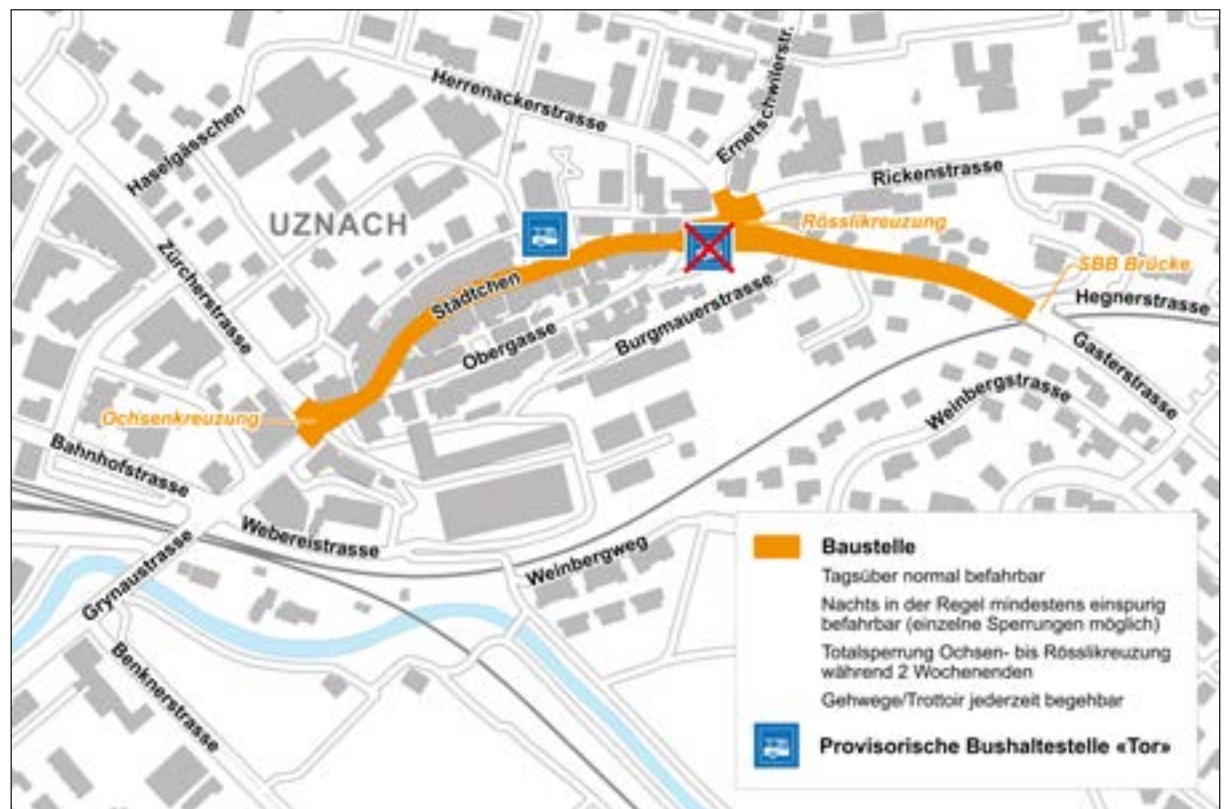 Herrenackerstrasse
Ernetschwilerstr.
Haselgässchen
Rickenstrasse
UZNACH
Rösslikreuzung
Zürcherstrasse
SBB Brücke
Städtchen
Hegnerstrasse
Obergasse
Burgmauerstrasse
Gasterstrasse
Weinbergstrasse
Ochsenkreuzung
Bahnhofstrasse
Webereistrasse
Weinbergweg
Grynaustrasse
Benknerstrasse
Baustelle
Tagsüber normal befahrbar
Nachts in der Regel mindestens einspurig
befahrbar (einzelne Sperrungen möglich)
Totalsperrung Ochsen- bis Rösslikreuzung
während 2 Wochenenden
Gehwege/Trottoir jederzeit begehbar
Provisorische Bushaltestelle «Tor»